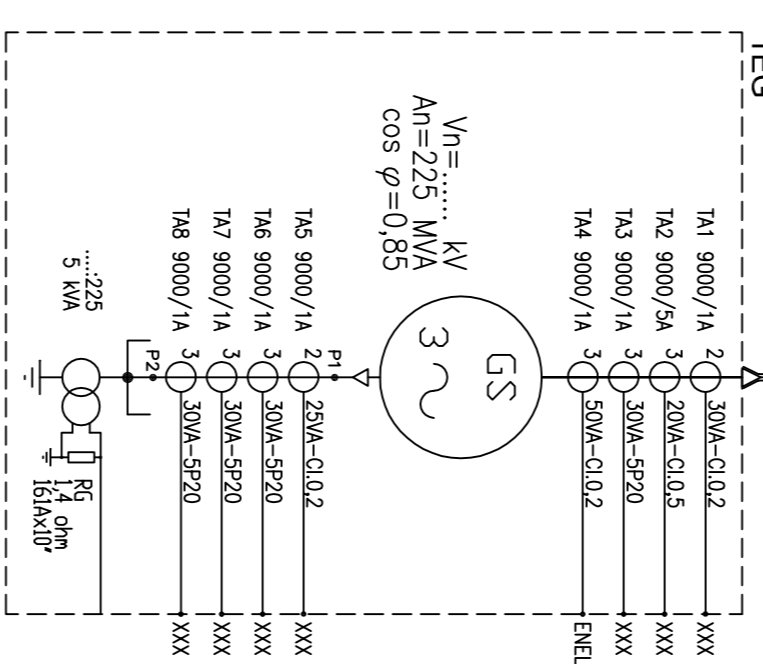 TEG
TA1 9000/1A 2 30VA-Cl.0,2 XXX
TA2 9000/5A 3 20VA-Cl.0,5 XXX
TA3 9000/1A 3 30VA-5P20 XXX
TA4 9000/1A 3 50VA-Cl.0,2 ENEL
GS
3 ~
Vn=...... kV
An=225 MVA
cos φ=0,85
P1
TA5 9000/1A 2 25VA-Cl.0,2 XXX
TA6 9000/1A 3 30VA-5P20 XXX
TA7 9000/1A 3 30VA-5P20 XXX
TA8 9000/1A 3 30VA-5P20 XXX
P2
.....225
5 kVA
RG
1,4 ohm
161Ax10"